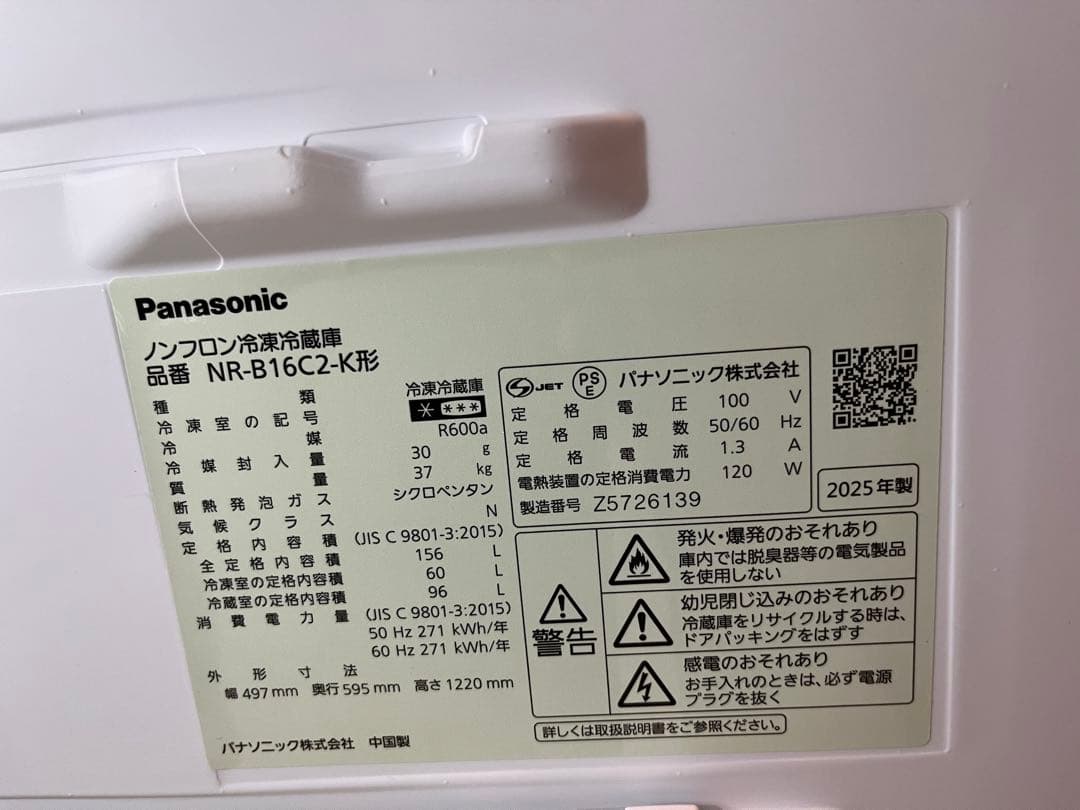 Panasonic
ノンフロン冷凍冷蔵庫
品番 NR-B16C2-K形
種類 冷凍冷蔵庫
冷凍室の記号 * ***
冷媒 R600a
冷媒封入量 30 g
質量 37 kg
断熱発泡ガス シクロペンタン
気候クラス N
定格内容積 (JIS C 9801-3:2015)
全定格内容積 156 L
冷凍室の定格内容積 60 L
冷蔵室の定格内容積 96 L
消費電力量 (JIS C 9801-3:2015)
50 Hz 271 kWh/年
60 Hz 271 kWh/年
外形寸法
幅 497 mm 奥行 595 mm 高さ 1220 mm
パナソニック株式会社 中国製
S JET PS E パナソニック株式会社
定格電圧 100 V
定格周波数 50/60 Hz
定格電流 1.3 A
電熱装置の定格消費電力 120 W
製造番号 Z5726139
2025年製
警告
発火・爆発のおそれあり
庫内では脱臭器等の電気製品
を使用しない
幼児閉じ込みのおそれあり
冷蔵庫をリサイクルする時は、
ドアパッキングをはずす
感電のおそれあり
お手入れのときは、必ず電源
プラグを抜く
詳しくは取扱説明書をご参照ください。